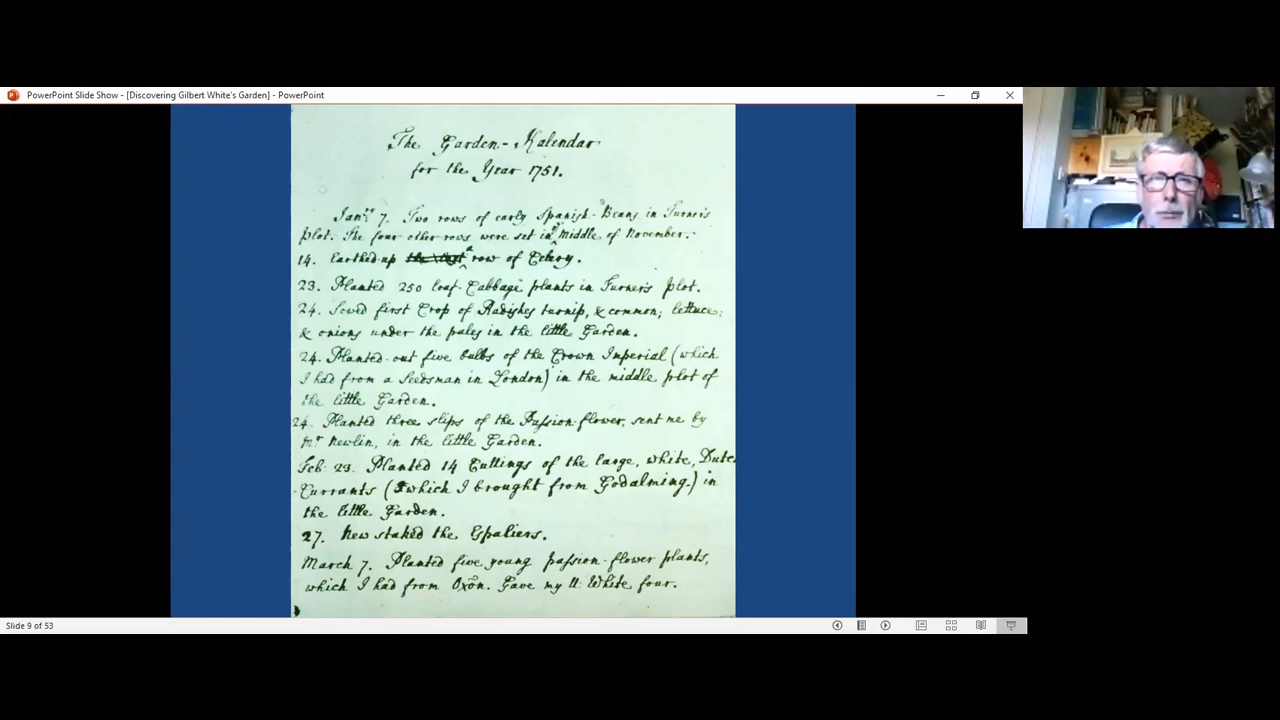 PowerPoint Slide Show - [Discovering Gilbert White's Garden] - PowerPoint
The Garden-Kalendar
for the Year 1751.
Janry 7. Two rows of early Spanish-Beans in Turner's
plot. The four other rows were set in ye Middle of November.
14. Earthed-up a row of Celery.
23. Planted 250 loaf-Cabbage plants in Turner's plot.
24. Sowed first Crop of Radishes turnip, & common; lettuce;
& onions under the pales in the little Garden.
24. Planted-out five bulbs of the Crown Imperial (which
I had from a Seedsman in London) in the middle plot of
the little Garden.
24. Planted three slips of the Passion-flower, sent me by
Mr Newlin, in the little Garden.
Feb: 23. Planted 14 Cuttings of the large, white, Dutc
Currants (which I brought from Godalming.) in
the little Garden.
27. New staked the Espaliers.
March 7. Planted five young passion-flower plants,
which I had from Oxon. Gave my U: White four.
Slide 9 of 53